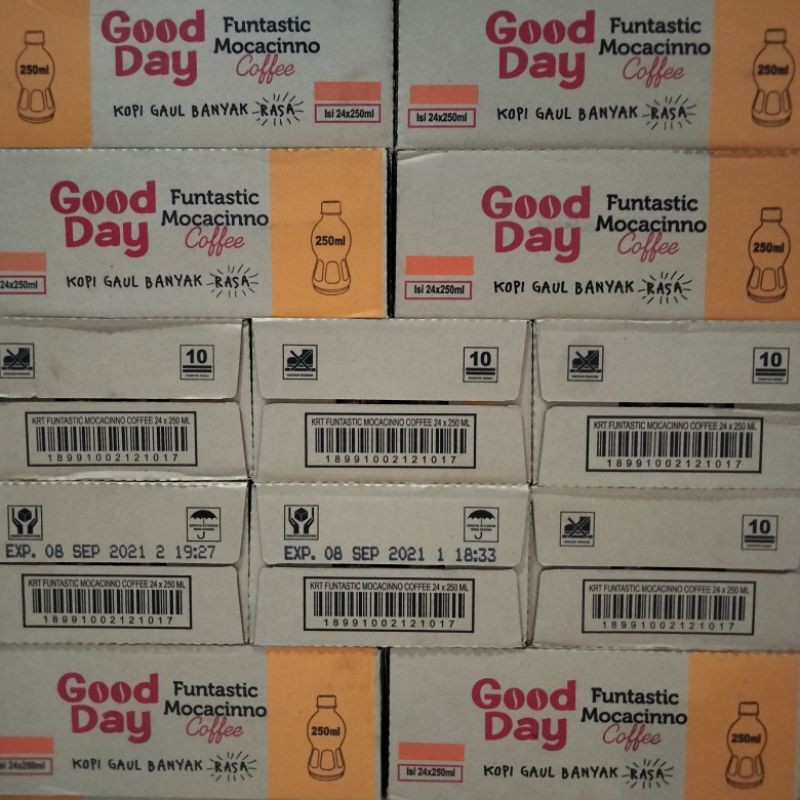 250ml
Good Day
Funtastic
Mocacinno
Coffee
KOPI GAUL BANYAK RASA
Isi 24x250ml
Good Day
Funtastic
Mocacinno
Coffee
KOPI GAUL BANYAK RASA
Isi 24x250ml
250ml
Good Day
Funtastic
Mocacinno
Coffee
KOPI GAUL BANYAK RASA
24x250ml
250ml
Good Day
Funtastic
Mocacinno
Coffee
KOPI GAUL BANYAK RASA
Isi 24x250ml
250ml
10
KRT FUNTASTIC MOCACINNO COFFEE 24 x 250 ML
18991002121017
10
KRT FUNTASTIC MOCACINNO COFFEE 24 x 250 ML
18991002121017
10
KRT FUNTASTIC MOCACINNO COFFEE 24 x 250 ML
18991002121017
EXP. 08 SEP 2021 2 19:27
KRT FUNTASTIC MOCACINNO COFFEE 24 x 250 ML
18991002121017
EXP. 08 SEP 2021 1 18:33
KRT FUNTASTIC MOCACINNO COFFEE 24 x 250 ML
18991002121017
10
KRT FUNTASTIC MOCACINNO COFFEE 24 x 250 ML
18991002121017
Good Day
Funtastic
Mocacinno
Coffee
KOPI GAUL BANYAK RASA
24x250ml
250ml
Good Day
Funtastic
Mocacinno
Coffee
KOPI GAUL BANYAK RASA
Isi 24x250ml
250ml